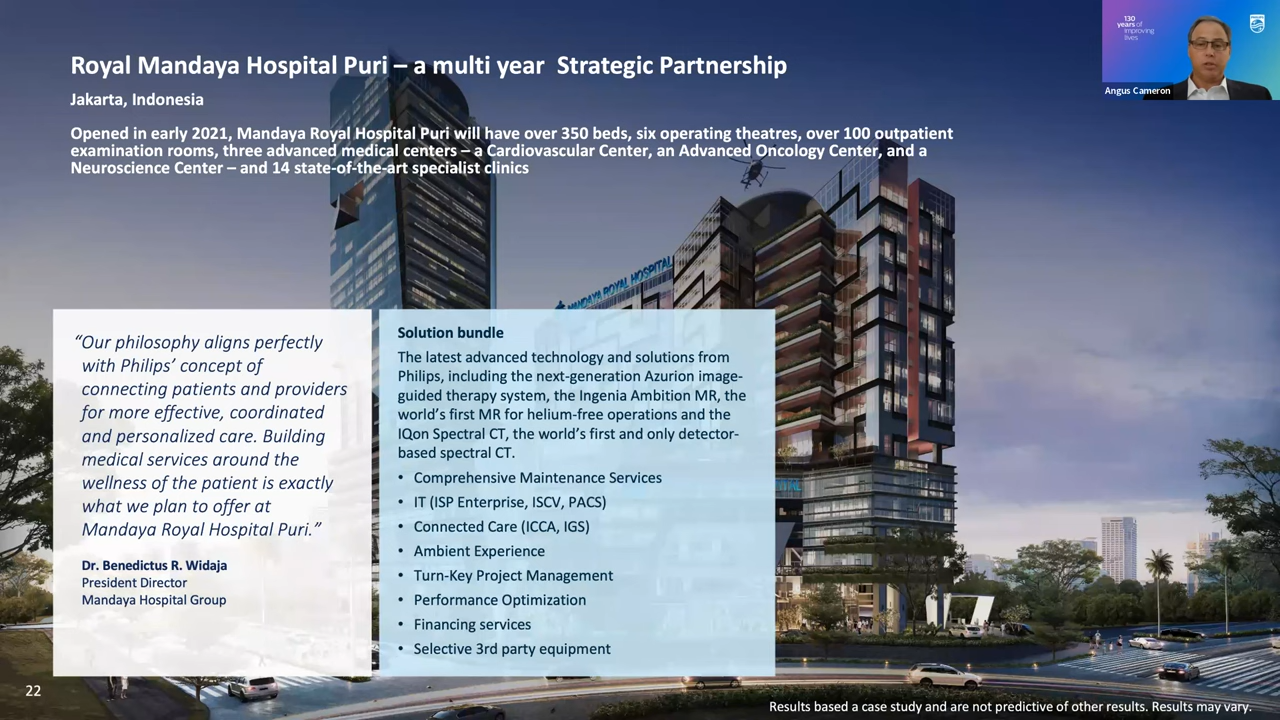 Royal Mandaya Hospital Puri – a multi year  Strategic Partnership
Jakarta, Indonesia
Opened in early 2021, Mandaya Royal Hospital Puri will have over 350 beds, six operating theatres, over 100 outpatient
examination rooms, three advanced medical centers – a Cardiovascular Center, an Advanced Oncology Center, and a
Neuroscience Center – and 14 state-of-the-art specialist clinics
130
years of
improving
lives
PHILIPS
Angus Cameron
MANDAYA ROYAL HOSPITAL
“Our philosophy aligns perfectly
with Philips’ concept of
connecting patients and providers
for more effective, coordinated
and personalized care. Building
medical services around the
wellness of the patient is exactly
what we plan to offer at
Mandaya Royal Hospital Puri.”
Dr. Benedictus R. Widaja
President Director
Mandaya Hospital Group
Solution bundle
The latest advanced technology and solutions from
Philips, including the next-generation Azurion image-
guided therapy system, the Ingenia Ambition MR, the
world’s first MR for helium-free operations and the
IQon Spectral CT, the world’s first and only detector-
based spectral CT.
• Comprehensive Maintenance Services
• IT (ISP Enterprise, ISCV, PACS)
• Connected Care (ICCA, IGS)
• Ambient Experience
• Turn-Key Project Management
• Performance Optimization
• Financing services
• Selective 3rd party equipment
22
Results based a case study and are not predictive of other results. Results may vary.